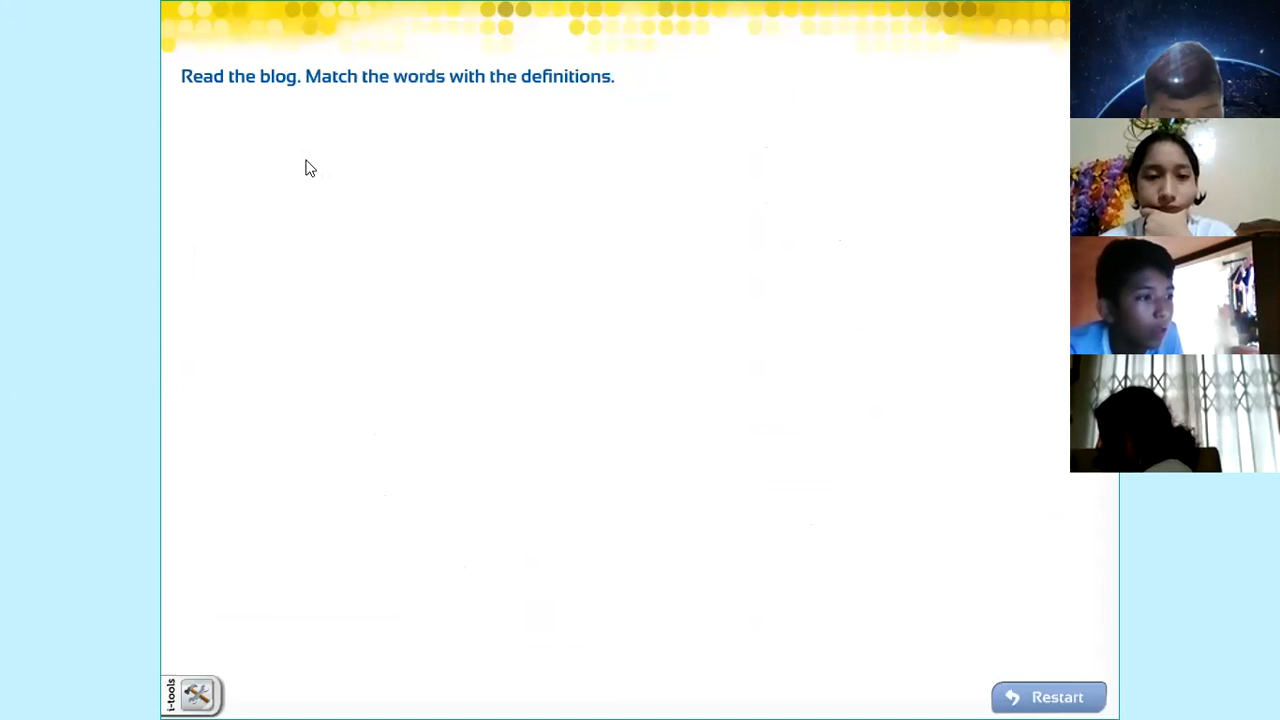 Read the blog. Match the words with the definitions.
i-tools
Restart